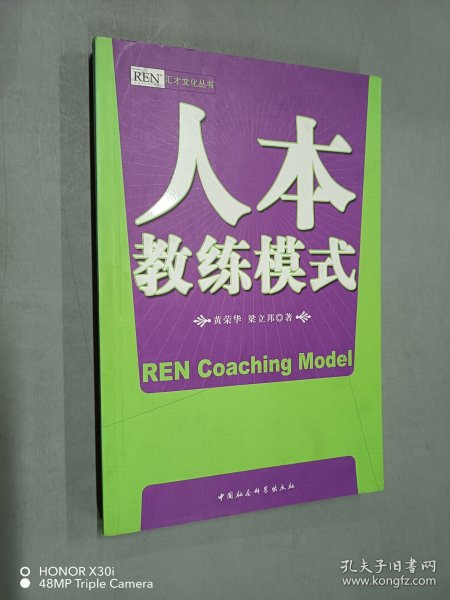 REN 汇才文化丛书
人本
教练模式
黄荣华 梁立邦◎著
REN Coaching Model
中国社会科学出版社
HONOR X30i
48MP Triple Camera
孔夫子旧书网
www.kongfz.com